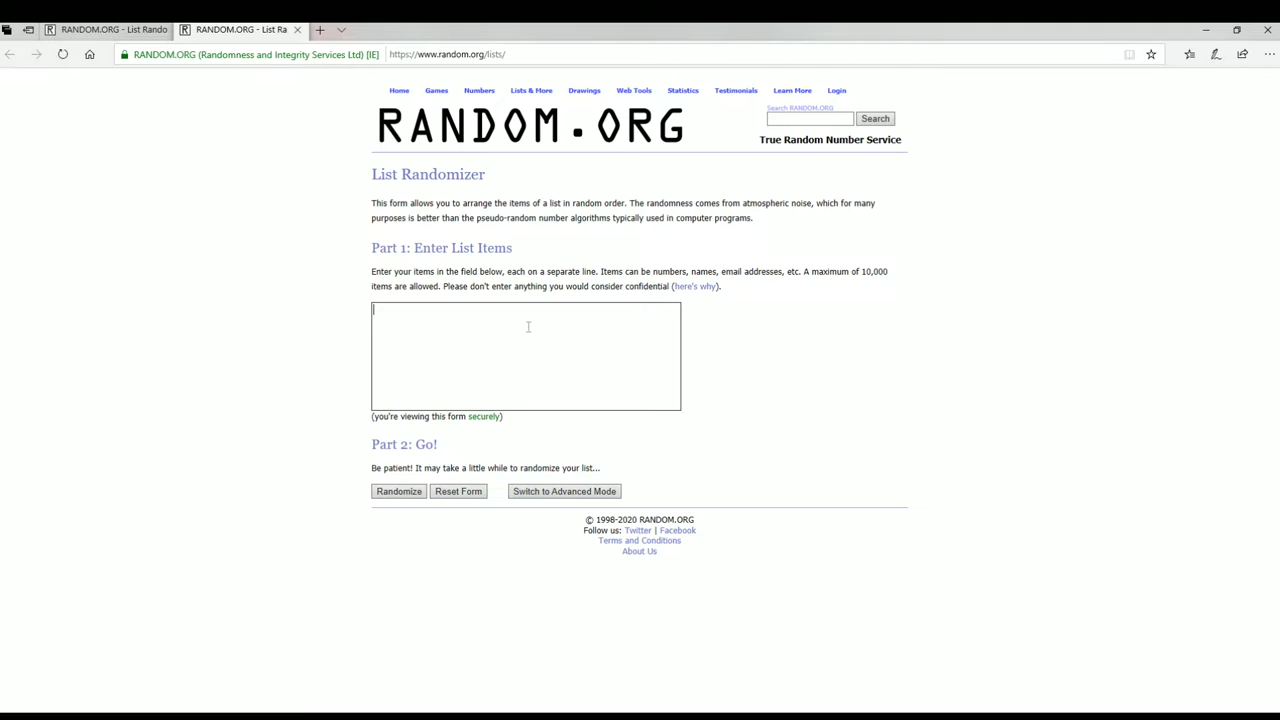 RANDOM.ORG - List Rando
RANDOM.ORG - List Ra
RANDOM.ORG (Randomness and Integrity Services Ltd) [IE]
https://www.random.org/lists/
Home Games Numbers Lists & More Drawings Web Tools Statistics Testimonials Learn More Login
RANDOM.ORG
Search RANDOM.ORG
Search
True Random Number Service
List Randomizer
This form allows you to arrange the items of a list in random order. The randomness comes from atmospheric noise, which for many
purposes is better than the pseudo-random number algorithms typically used in computer programs.
Part 1: Enter List Items
Enter your items in the field below, each on a separate line. Items can be numbers, names, email addresses, etc. A maximum of 10,000
items are allowed. Please don't enter anything you would consider confidential (here's why).
(you're viewing this form securely)
Part 2: Go!
Be patient! It may take a little while to randomize your list...
Randomize Reset Form Switch to Advanced Mode
© 1998-2020 RANDOM.ORG
Follow us: Twitter | Facebook
Terms and Conditions
About Us